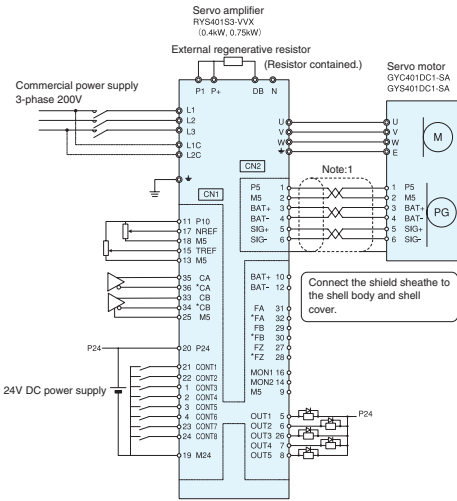 Servo amplifier
RYS401S3-VVX
(0.4kW, 0.75kW)
External regenerative resistor
(Resistor contained.)
P1 P+ DB N
Servo motor
GYC401DC1-SA
GYS401DC1-SA
Commercial power supply
3-phase 200V
L1
L2
L3
L1C
L2C
U
V
W
U
V
W
E
M
CN2
CN1
Note:1
P5 1
M5 2
BAT+ 3
BAT- 4
SIG+ 5
SIG- 6
1 P5
2 M5
3 BAT+
4 BAT-
5 SIG+
6 SIG-
PG
11 P10
17 NREF
18 M5
15 TREF
13 M5
35 CA
36 *CA
33 CB
34 *CB
25 M5
BAT+ 10
BAT- 12
Connect the shield sheathe to
the shell body and shell
cover.
FA 31
*FA 32
FB 29
*FB 30
FZ 27
*FZ 28
MON1 16
MON2 14
M5 9
P24
20 P24
24V DC power supply
21 CONT1
22 CONT2
1 CONT3
2 CONT4
3 CONT5
4 CONT6
23 CONT7
24 CONT8
19 M24
OUT1 5
OUT2 6
OUT3 26
OUT4 7
OUT5 8
P24